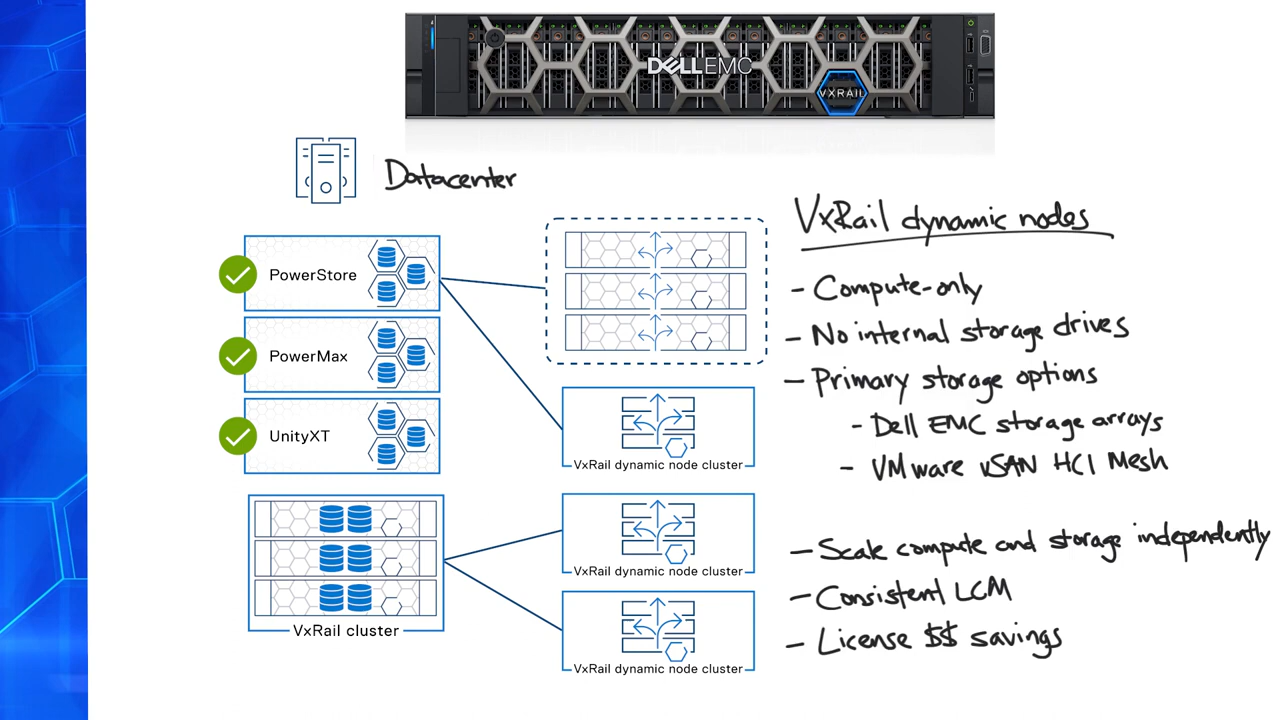 DELLEMC
VXRAIL
Datacenter
PowerStore
PowerMax
UnityXT
VxRail cluster
VxRail dynamic node cluster
VxRail dynamic node cluster
VxRail dynamic node cluster
VxRail dynamic nodes
- Compute-only
- No internal storage drives
- Primary storage options
- Dell EMC storage arrays
- VMware vSAN HCI Mesh
- Scale compute and storage independently
- Consistent LCM
- License $$ savings